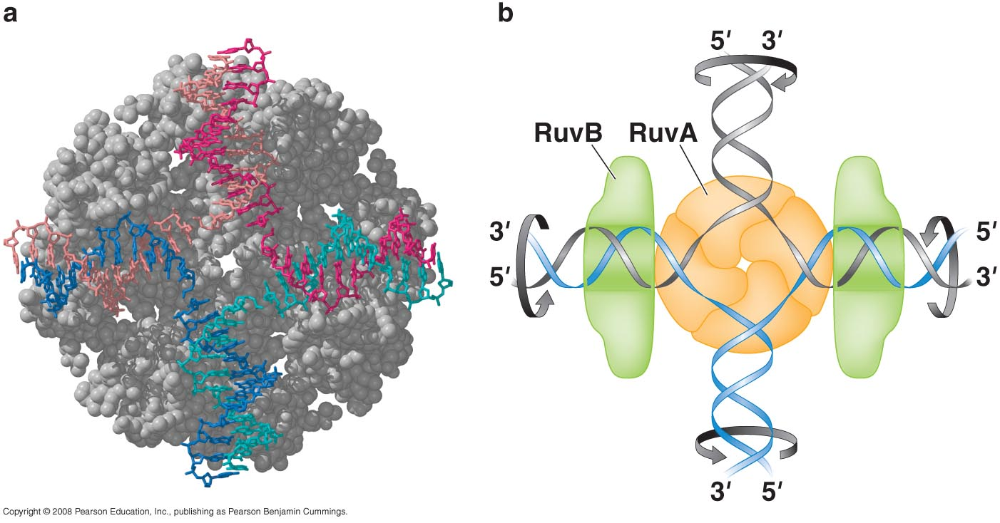 a
b
5′ 3′
RuvB RuvA
3′
5′
5′
3′
3′ 5′
Copyright © 2008 Pearson Education, Inc., publishing as Pearson Benjamin Cummings.